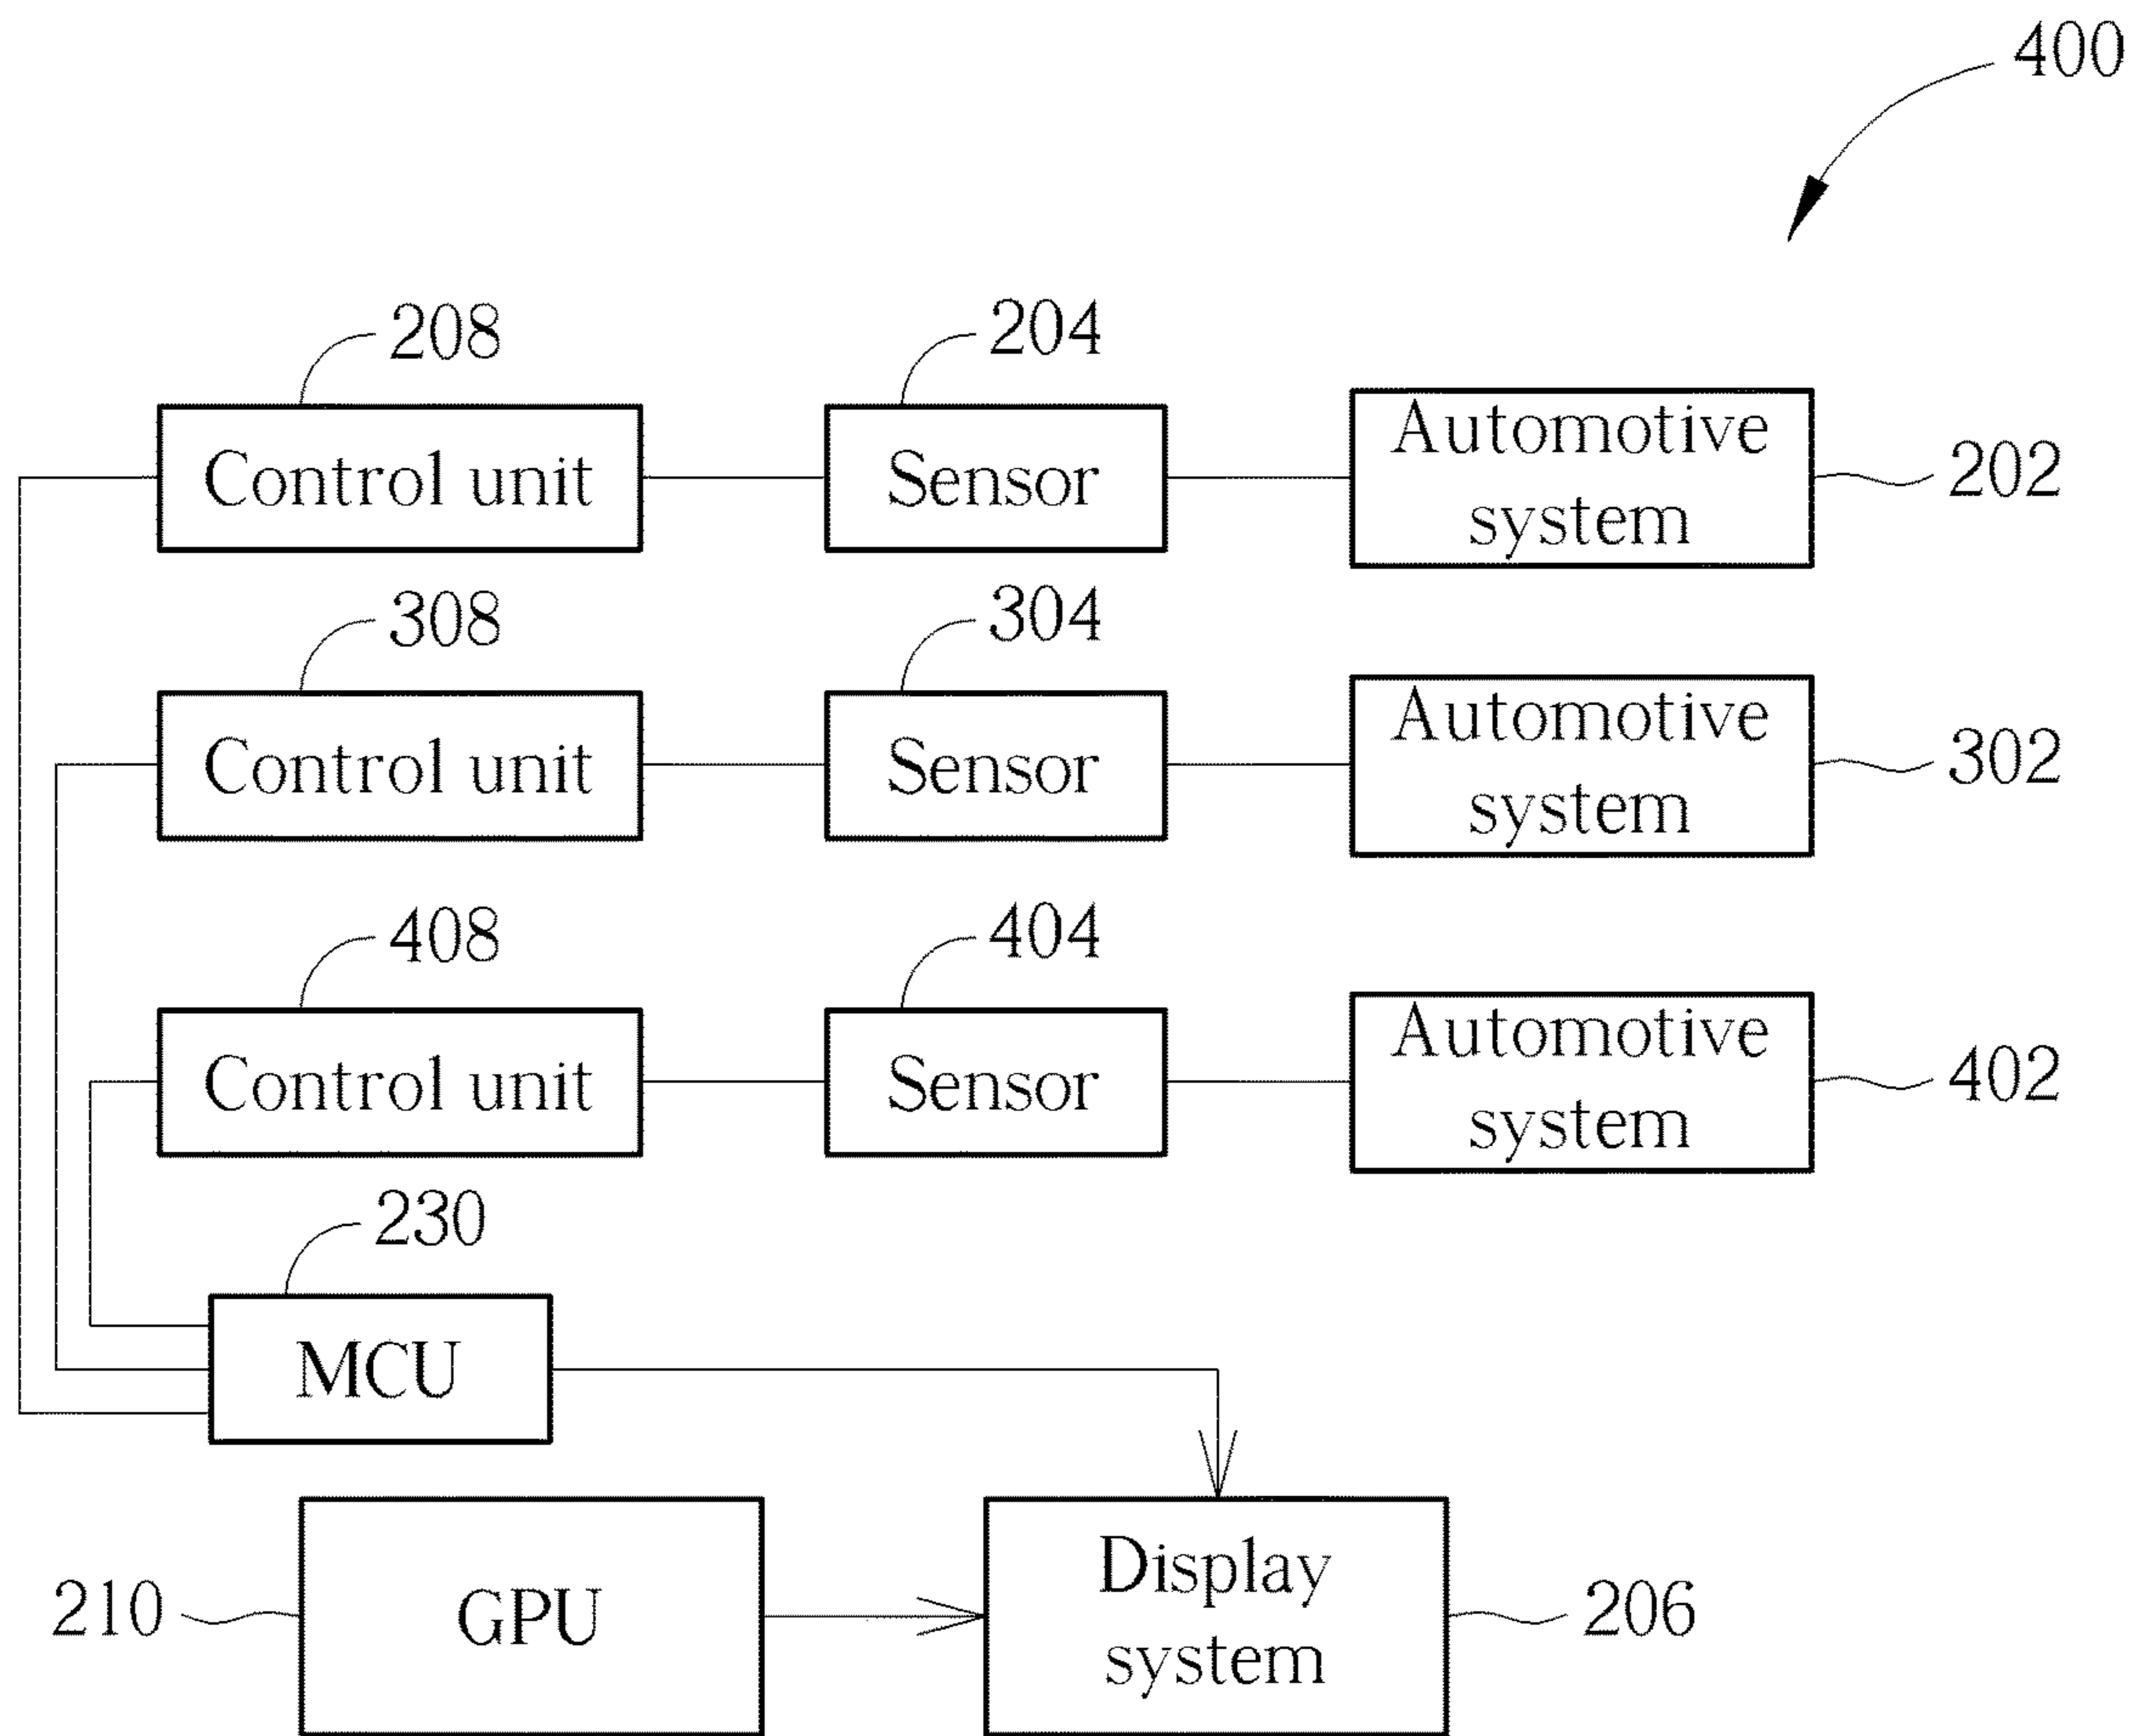 400
208
204
Control unit
Sensor
Automotive
system
202
308
304
Control unit
Sensor
Automotive
system
302
408
404
Control unit
Sensor
Automotive
system
402
230
MCU
210
GPU
Display
system
206